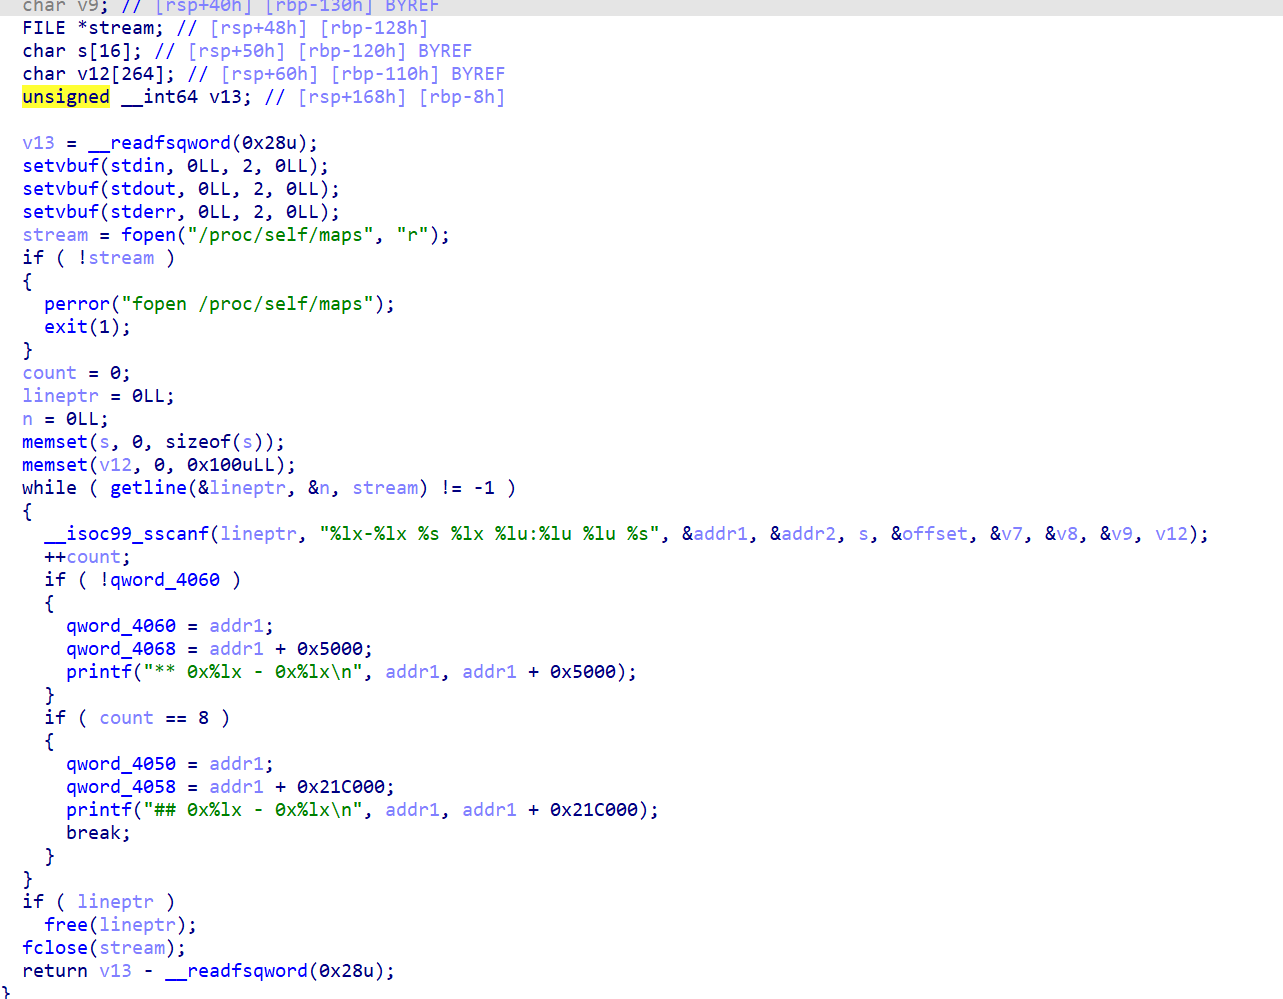 char v9; // [rsp+40h] [rbp-130h] BYREF
FILE *stream; // [rsp+48h] [rbp-128h]
char s[16]; // [rsp+50h] [rbp-120h] BYREF
char v12[264]; // [rsp+60h] [rbp-110h] BYREF
unsigned __int64 v13; // [rsp+168h] [rbp-8h]

v13 = __readfsqword(0x28u);
setvbuf(stdin, 0LL, 2, 0LL);
setvbuf(stdout, 0LL, 2, 0LL);
setvbuf(stderr, 0LL, 2, 0LL);
stream = fopen("/proc/self/maps", "r");
if ( !stream )
{
  perror("fopen /proc/self/maps");
  exit(1);
}
count = 0;
lineptr = 0LL;
n = 0LL;
memset(s, 0, sizeof(s));
memset(v12, 0, 0x100uLL);
while ( getline(&lineptr, &n, stream) != -1 )
{
  __isoc99_sscanf(lineptr, "%lx-%lx %s %lx %lu:%lu %lu %s", &addr1, &addr2, s, &offset, &v7, &v8, &v9, v12);
  ++count;
  if ( !qword_4060 )
  {
    qword_4060 = addr1;
    qword_4068 = addr1 + 0x5000;
    printf("** 0x%lx - 0x%lx\n", addr1, addr1 + 0x5000);
  }
  if ( count == 8 )
  {
    qword_4050 = addr1;
    qword_4058 = addr1 + 0x21C000;
    printf("## 0x%lx - 0x%lx\n", addr1, addr1 + 0x21C000);
    break;
  }
}
if ( lineptr )
  free(lineptr);
fclose(stream);
return v13 - __readfsqword(0x28u);
}